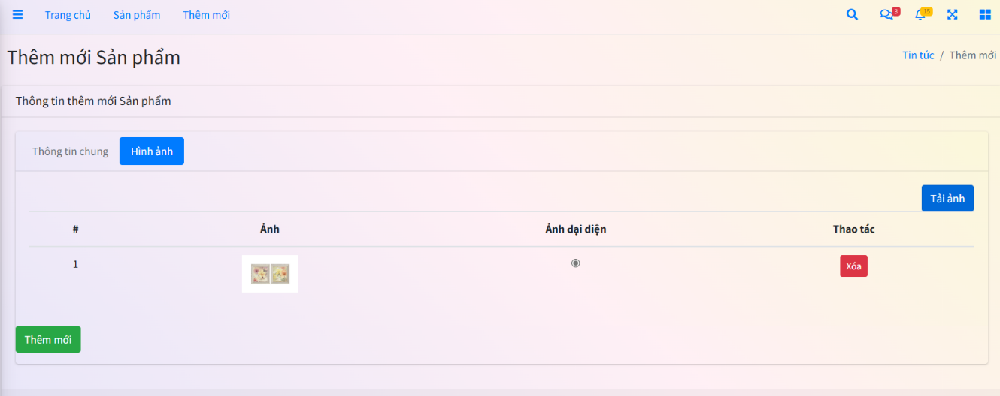 Trang chủ Sản phẩm Thêm mới 3 15
Thêm mới Sản phẩm Tin tức / Thêm mới
Thông tin thêm mới Sản phẩm
Thông tin chung Hình ảnh
Tải ảnh
# Ảnh Ảnh đại diện Thao tác
1 Xóa
Thêm mới